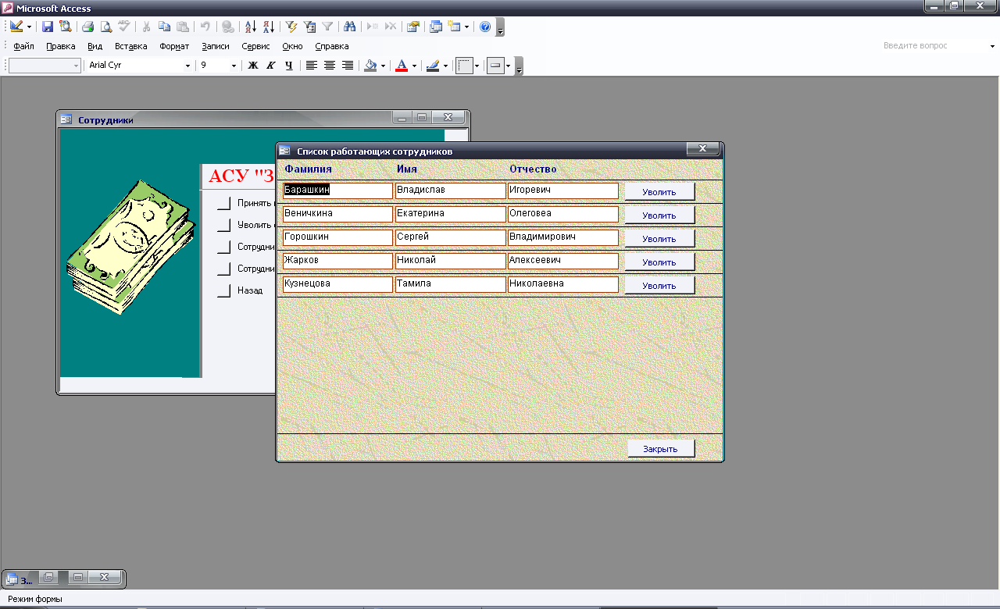 Microsoft Access
Файл Правка Вид Вставка Формат Записи Сервис Окно Справка
Введите вопрос
Arial Cyr 9 Ж К Ч
Сотрудники
АСУ "З
Принять
Уволить
Сотрудни
Сотрудни
Назад
Список работающих сотрудников
Фамилия Имя Отчество
Барашкин Владислав Игоревич Уволить
Веничкина Екатерина Олеговеа Уволить
Горошкин Сергей Владимирович Уволить
Жарков Николай Алексеевич Уволить
Кузнецова Тамила Николаевна Уволить
Закрыть
З...
Режим формы